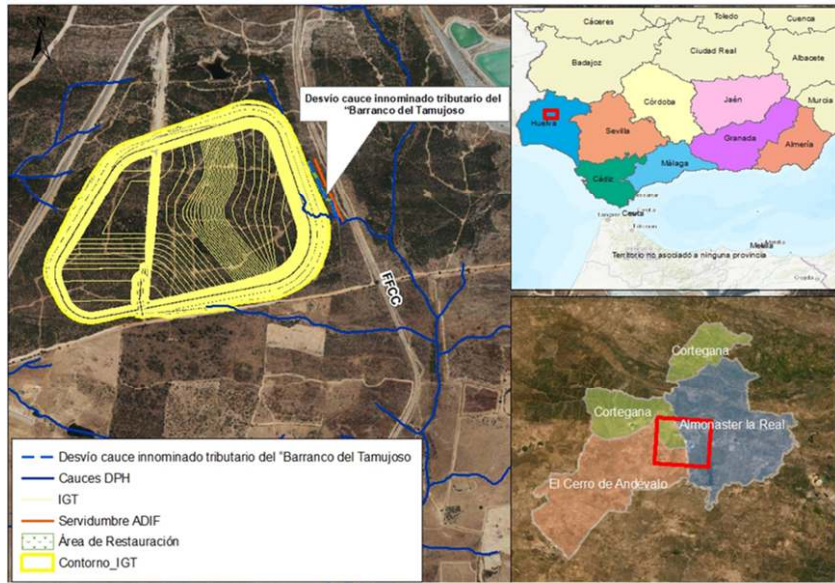 N
Desvío cauce innominado tributario del
"Barranco del Tamujoso
FFCC
Desvío cauce innominado tributario del "Barranco del Tamujoso
Cauces DPH
IGT
Servidumbre ADIF
Àrea de Restauración
Contorno_IGT
Cáceres
Toledo
Cuenca
Ciudad Real
Badajoz
Albacete
Murcia
Córdoba
Jaén
Huelva
Sevilla
Granada
Almería
Málaga
Cádiz
Ceuta
Melilla
Territorio no asociado a ninguna provincia
Cortegana
Cortegana
Almonaster la Real
El Cerro de Andévalo